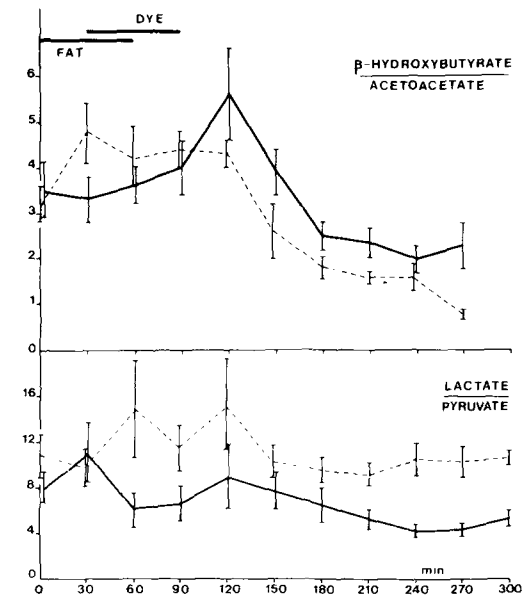 DYE
FAT
β-HYDROXYBUTYRATE
ACETOACETATE
6
5
4
3
2
1
0
LACTATE
PYRUVATE
16
12
8
4
0
min
0 30 60 90 120 150 180 210 240 270 300